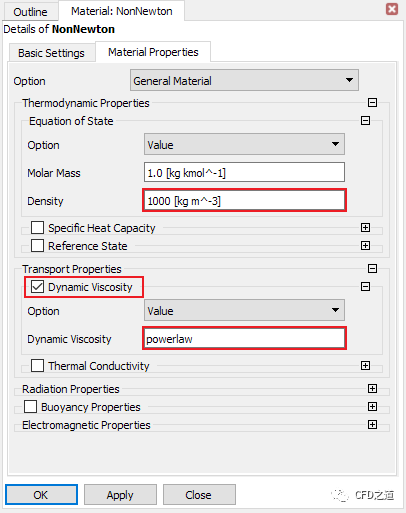 Outline
Material: NonNewton
Details of NonNewton
Basic Settings
Material Properties
Option
General Material
Thermodynamic Properties
Equation of State
Option
Value
Molar Mass
1.0 [kg kmol^-1]
Density
1000 [kg m^-3]
Specific Heat Capacity
Reference State
Transport Properties
Dynamic Viscosity
Option
Value
Dynamic Viscosity
powerlaw
Thermal Conductivity
Radiation Properties
Buoyancy Properties
Electromagnetic Properties
OK
Apply
Close
CFD之道